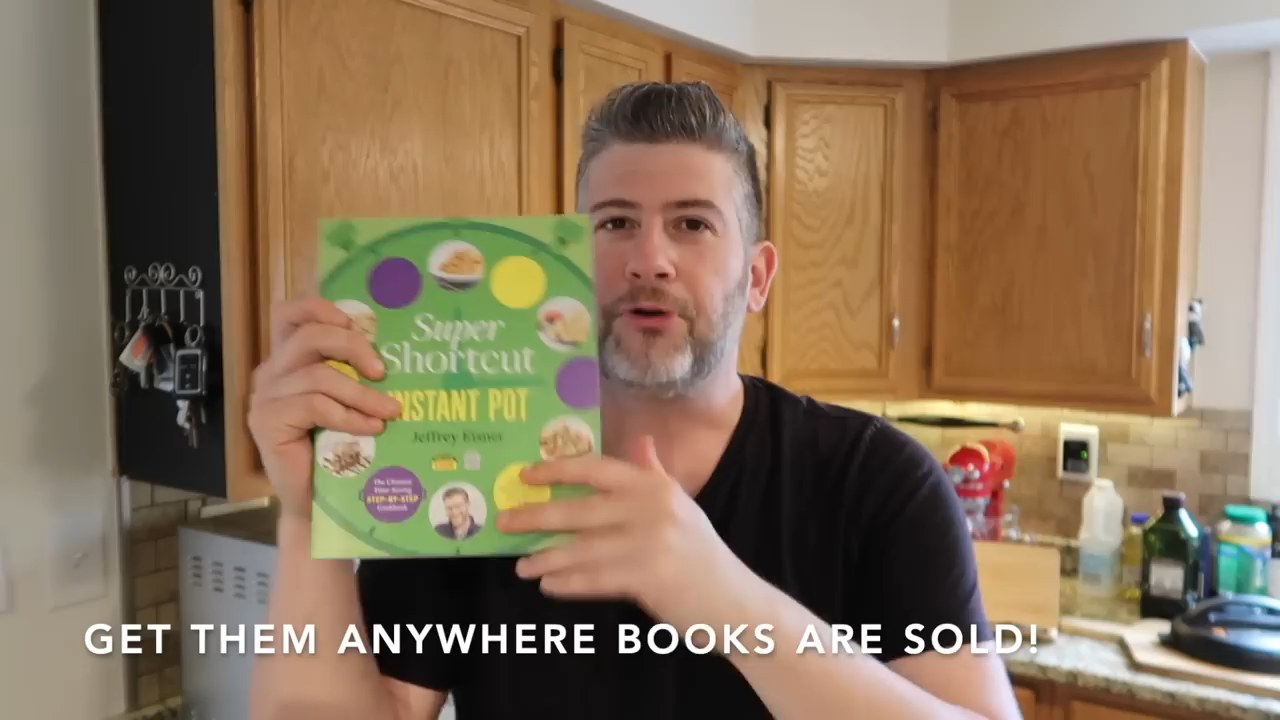 Super
Shortcut
INSTANT POT
Jeffrey Eisner
The Ultimate
Time-Saving
STEP-BY-STEP
Cookbook
GET THEM ANYWHERE BOOKS ARE SOLD!